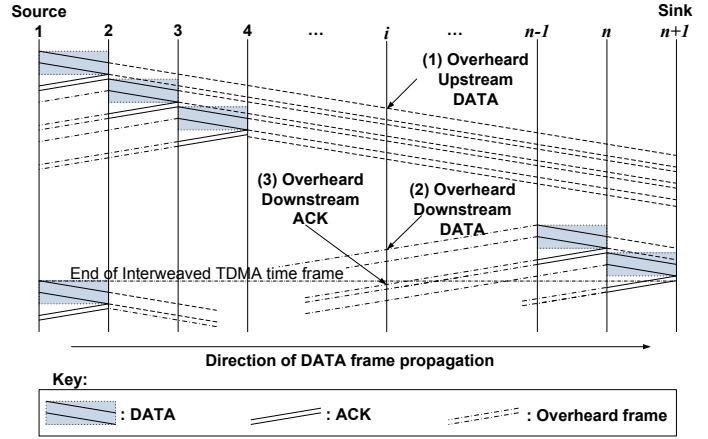 Source
Sink
1 2 3 4 ... i ... n-1 n n+1
(1) Overheard
Upstream
DATA
(3) Overheard
Downstream
ACK
(2) Overheard
Downstream
DATA
End of Interweaved TDMA time frame
Direction of DATA frame propagation
Key:
: DATA
: ACK
: Overheard frame